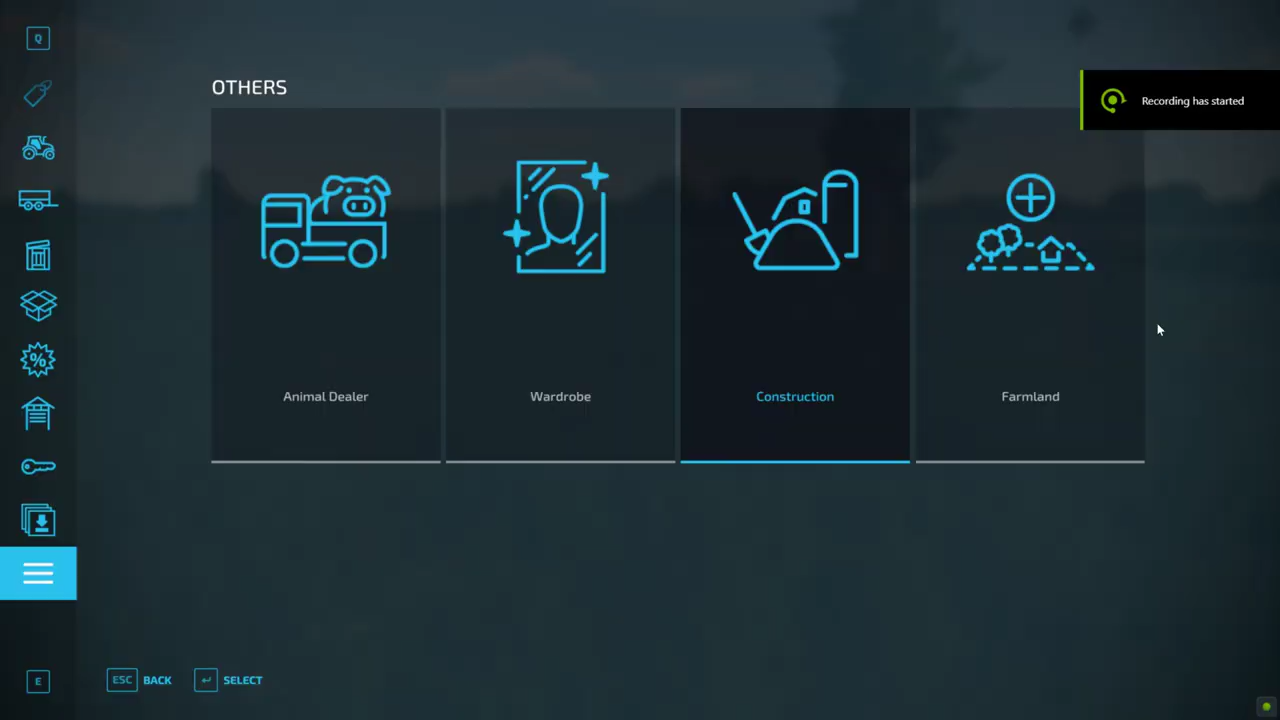 Q
OTHERS
Recording has started
%
Animal Dealer
Wardrobe
Construction
Farmland
E
ESC BACK
SELECT